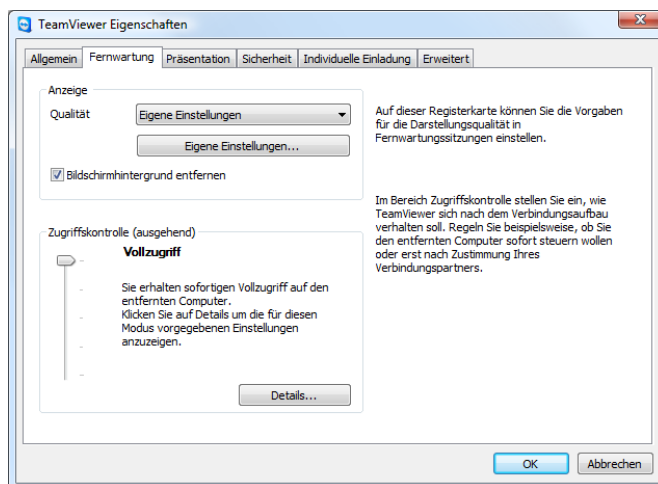 TeamViewer Eigenschaften
Allgemein Fernwartung Präsentation Sicherheit Individuelle Einladung Erweitert
Anzeige
Qualität Eigene Einstellungen
Eigene Einstellungen...
Bildschirmhintergrund entfernen
Auf dieser Registerkarte können Sie die Vorgaben
für die Darstellungsqualität in
Fernwartungssitzungen einstellen.
Zugriffskontrolle (ausgehend)
Vollzugriff
Sie erhalten sofortigen Vollzugriff auf den
entfernten Computer.
Klicken Sie auf Details um die für diesen
Modus vorgegebenen Einstellungen
anzuzeigen.
Details...
Im Bereich Zugriffskontrolle stellen Sie ein, wie
TeamViewer sich nach dem Verbindungsaufbau
verhalten soll. Regeln Sie beispielsweise, ob Sie
den entfernten Computer sofort steuern wollen
oder erst nach Zustimmung Ihres
Verbindungspartners.
OK Abbrechen